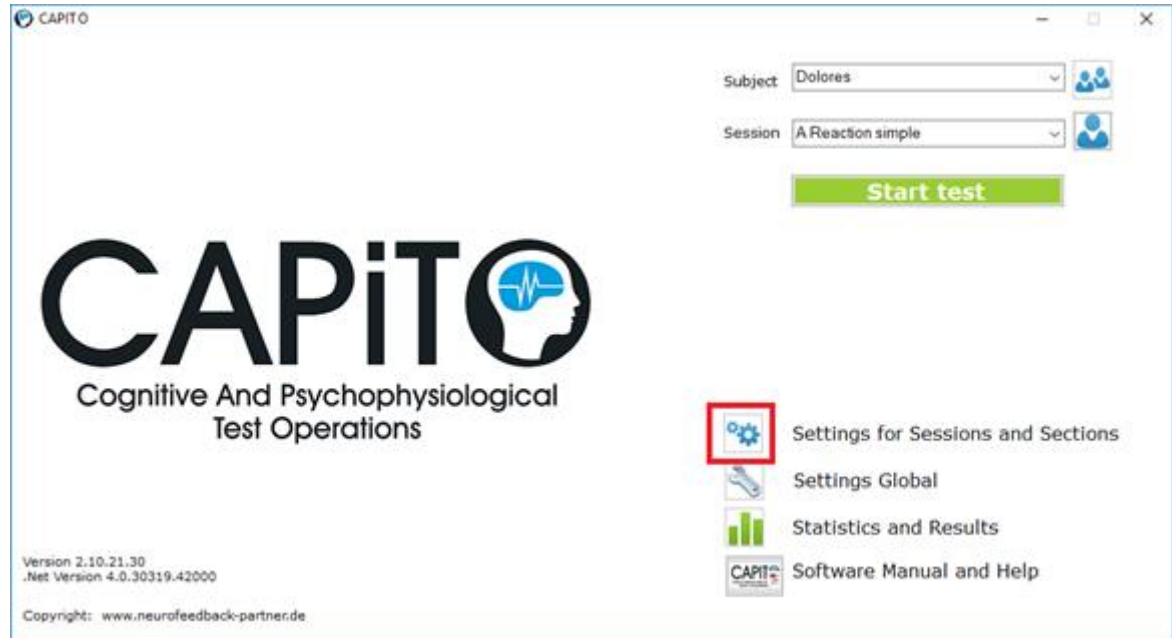 CAPITO
Subject Dolores
Session A Reaction simple
Start test
CAPiTO
Cognitive And Psychophysiological
Test Operations
Settings for Sessions and Sections
Settings Global
Statistics and Results
CAPiT Software Manual and Help
Version 2.10.21.30
.Net Version 4.0.30319.42000
Copyright: www.neurofeedback-partner.de